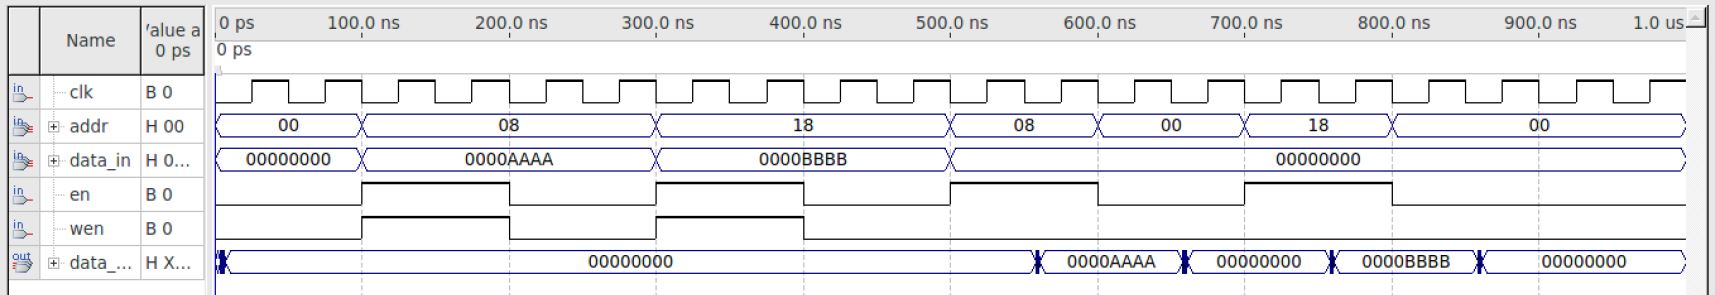 Name
'alue a
0 ps
0 ps 100.0 ns 200.0 ns 300.0 ns 400.0 ns 500.0 ns 600.0 ns 700.0 ns 800.0 ns 900.0 ns 1.0 us
0 ps
in clk B 0
in addr H 00 00 08 18 08 00 18 00
in data_in H 0... 00000000 0000AAAA 0000BBBB 00000000
in en B 0
in wen B 0
out data_... H X... 00000000 0000AAAA 00000000 0000BBBB 00000000